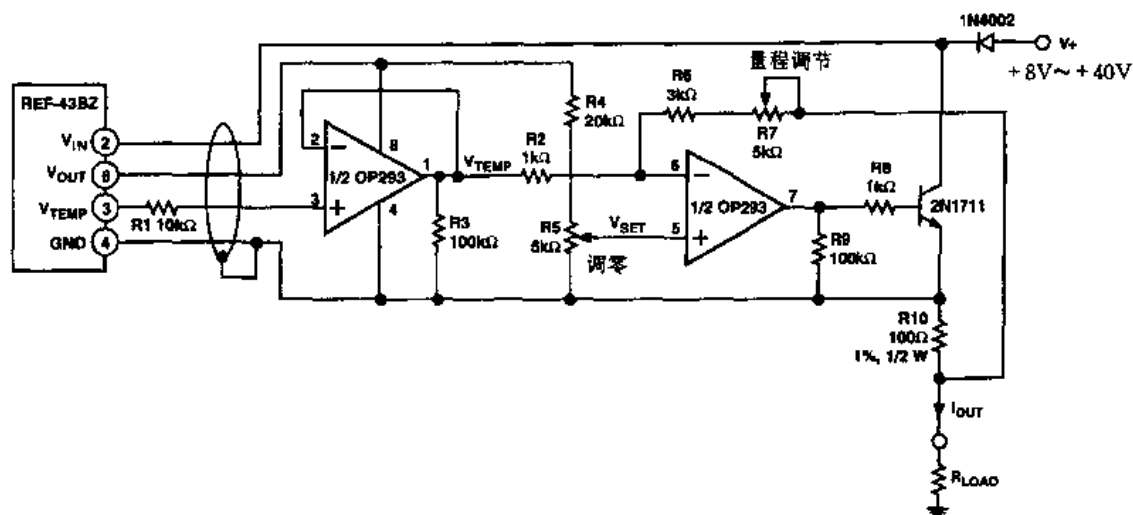 1N4002
V+
+8V～+40V
REF-43BZ
VIN 2
VOUT 6
VTEMP 3
GND 4
R1 10kΩ
2
3
8
1
4
1/2 OP293
VTEMP
R3
100kΩ
R2
1kΩ
R4
20kΩ
R5
5kΩ
调零
VSET
R6
3kΩ
量程调节
R7
5kΩ
6
5
7
1/2 OP293
R8
1kΩ
R9
100kΩ
2N1711
R10
100Ω
1%, 1/2 W
IOUT
RLOAD